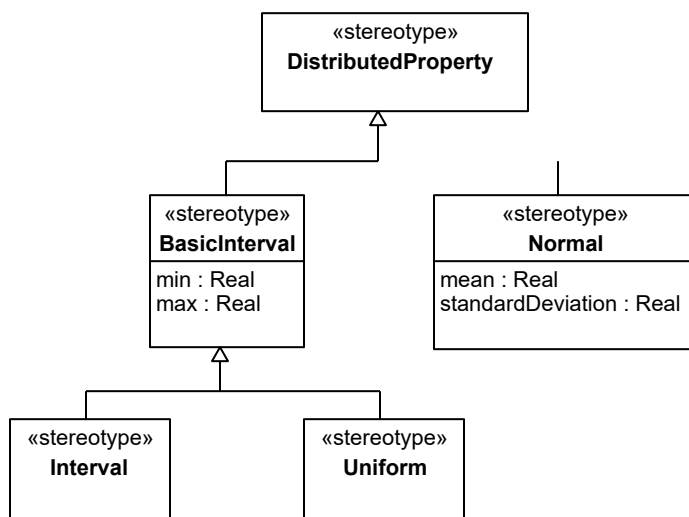 «stereotype»
DistributedProperty
«stereotype»
BasicInterval
min : Real
max : Real
«stereotype»
Normal
mean : Real
standardDeviation : Real
«stereotype»
Interval
«stereotype»
Uniform